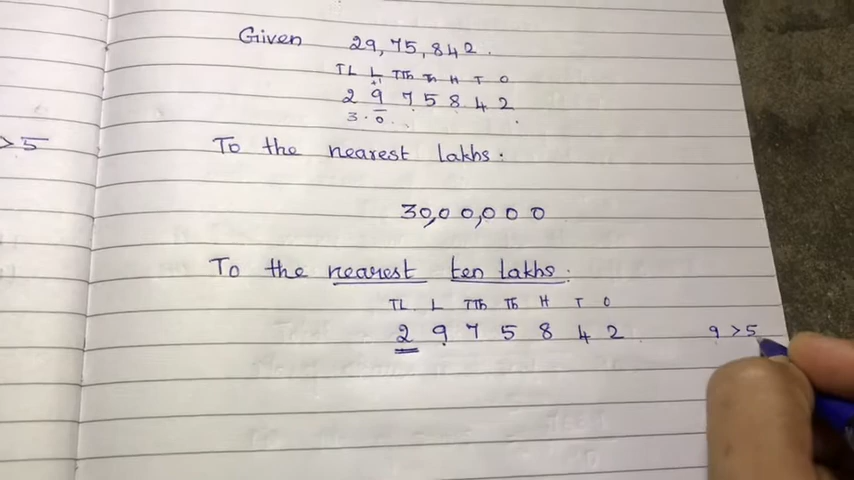 Given 29,75,842.
TL L TTh Th H T O
+1
2 9 7 5 8 4 2
3 0
>5
To the nearest lakhs.
30,00,000
To the nearest ten lakhs.
TL L TTh Th H T O
2 9 7 5 8 4 2 9 >5